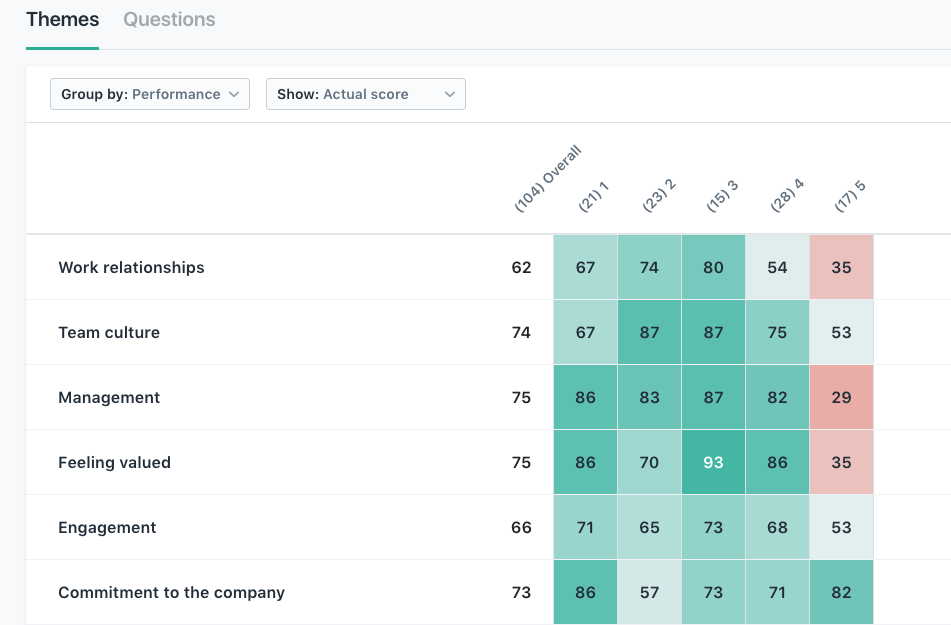 Themes Questions
Group by: Performance Show: Actual score
(104) Overall (21) 1 (23) 2 (15) 3 (28) 4 (17) 5
Work relationships 62 67 74 80 54 35
Team culture 74 67 87 87 75 53
Management 75 86 83 87 82 29
Feeling valued 75 86 70 93 86 35
Engagement 66 71 65 73 68 53
Commitment to the company 73 86 57 73 71 82